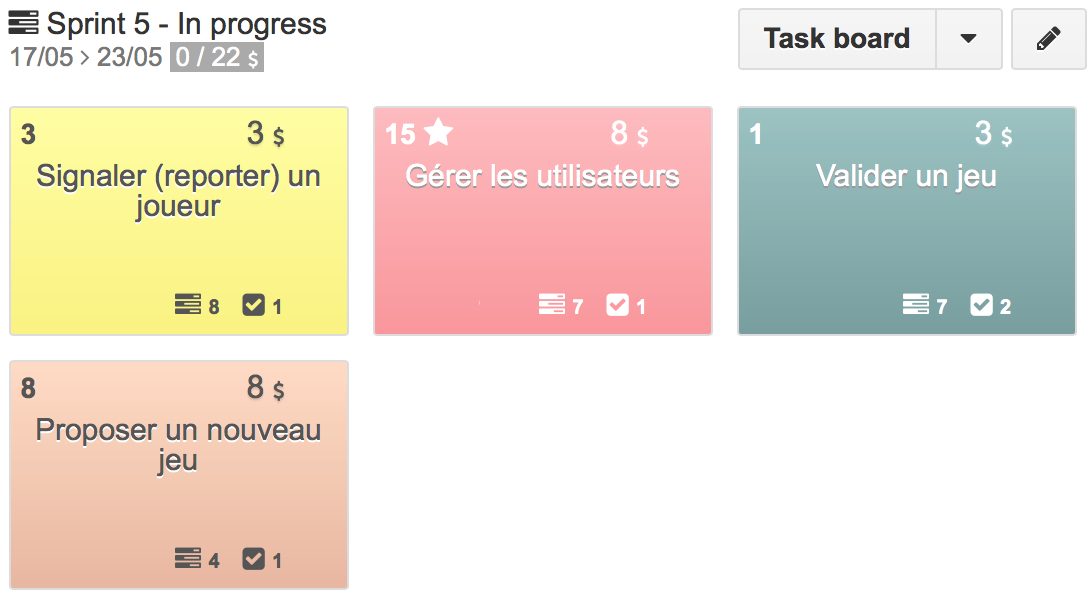 Sprint 5 - In progress
17/05 > 23/05 0 / 22 $
Task board
3 3 $
Signaler (reporter) un
joueur
8 1
15 8 $
Gérer les utilisateurs
7 1
1 3 $
Valider un jeu
7 2
8 8 $
Proposer un nouveau
jeu
4 1